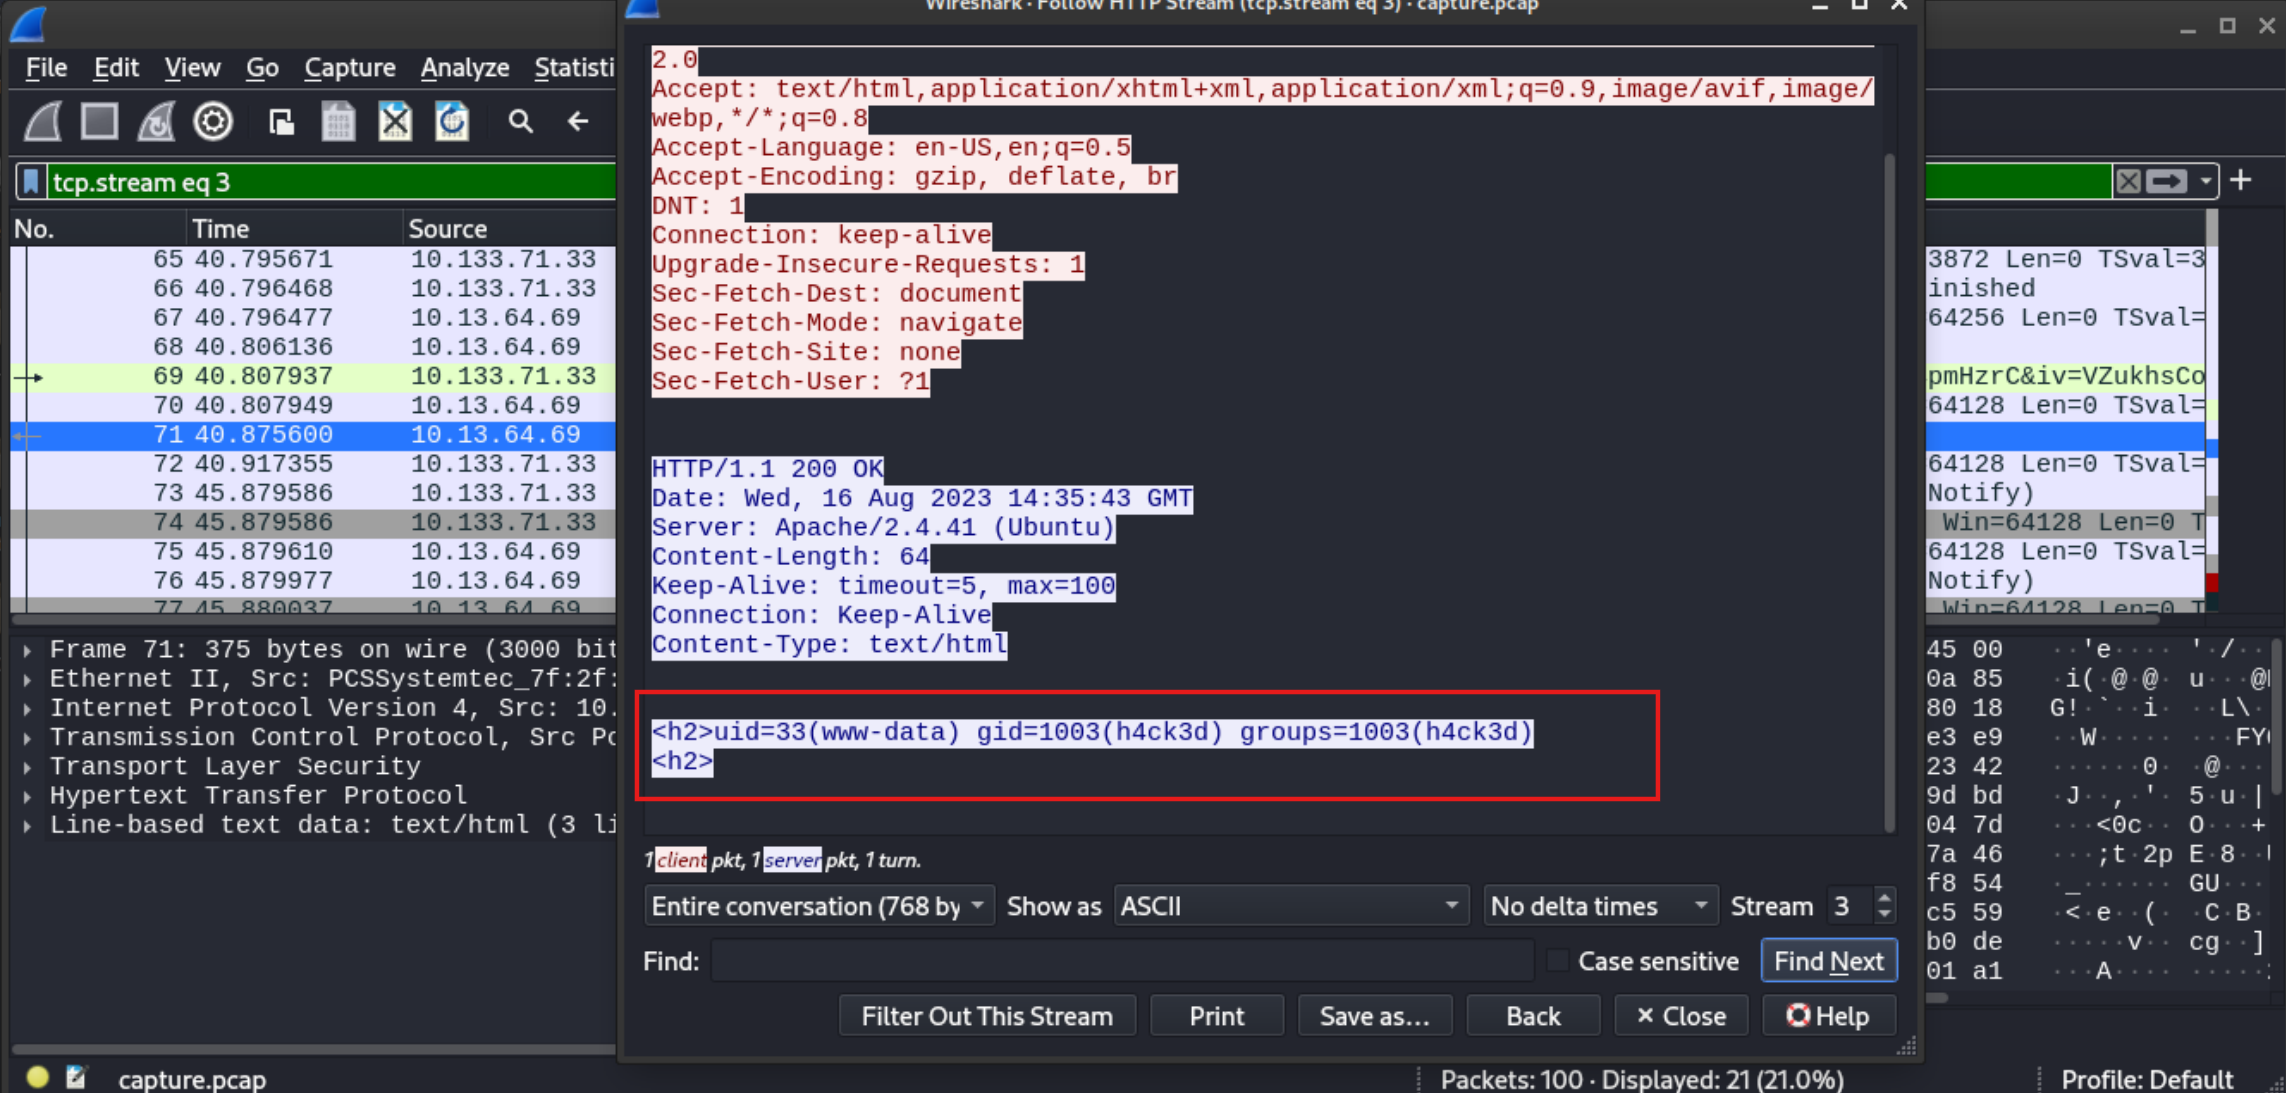 Wireshark · Follow HTTP Stream (tcp.stream eq 3) · capture.pcap
File Edit View Go Capture Analyze Statisti
tcp.stream eq 3
No. Time Source
65 40.795671 10.133.71.33
66 40.796468 10.133.71.33
67 40.796477 10.13.64.69
68 40.806136 10.13.64.69
69 40.807937 10.133.71.33
70 40.807949 10.13.64.69
71 40.875600 10.13.64.69
72 40.917355 10.133.71.33
73 45.879586 10.133.71.33
74 45.879586 10.133.71.33
75 45.879610 10.13.64.69
76 45.879977 10.13.64.69
77 45.880037 10.13.64.69
Frame 71: 375 bytes on wire (3000 bit
Ethernet II, Src: PCSSystemtec_7f:2f:
Internet Protocol Version 4, Src: 10.
Transmission Control Protocol, Src Po
Transport Layer Security
Hypertext Transfer Protocol
Line-based text data: text/html (3 li
2.0
Accept: text/html,application/xhtml+xml,application/xml;q=0.9,image/avif,image/
webp,*/*;q=0.8
Accept-Language: en-US,en;q=0.5
Accept-Encoding: gzip, deflate, br
DNT: 1
Connection: keep-alive
Upgrade-Insecure-Requests: 1
Sec-Fetch-Dest: document
Sec-Fetch-Mode: navigate
Sec-Fetch-Site: none
Sec-Fetch-User: ?1
HTTP/1.1 200 OK
Date: Wed, 16 Aug 2023 14:35:43 GMT
Server: Apache/2.4.41 (Ubuntu)
Content-Length: 64
Keep-Alive: timeout=5, max=100
Connection: Keep-Alive
Content-Type: text/html
<h2>uid=33(www-data) gid=1003(h4ck3d) groups=1003(h4ck3d)
<h2>
1 client pkt, 1 server pkt, 1 turn.
Entire conversation (768 by Show as ASCII No delta times Stream 3
Find: Case sensitive Find Next
Filter Out This Stream Print Save as… Back × Close Help
3872 Len=0 TSval=3
inished
64256 Len=0 TSval=
pmHzrC&iv=VZukhsCo
64128 Len=0 TSval=
64128 Len=0 TSval=
Notify)
Win=64128 Len=0 T
64128 Len=0 TSval=
Notify)
Win=64128 Len=0 T
45 00 ··'e···· '·/··
0a 85 ·i(·@·@· u···@
80 18 G!·`··i· ··L\·
e3 e9 ··W····· ···FY
23 42 ······0· ·@···
9d bd ·J··,·'· 5·u·|
04 7d ···<0c·· O···+
7a 46 ···;t·2p E·8··
f8 54 ·_······ GU···
c5 59 ·<·e··(· ·C·B·
b0 de ·····v·· cg··]
01 a1 ···A···· ·····
capture.pcap Packets: 100 · Displayed: 21 (21.0%) Profile: Default